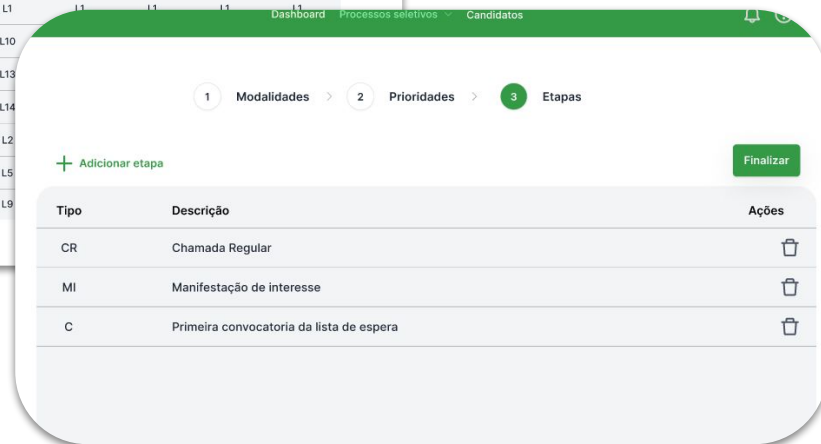 L1 L1 L1 L1 L1
L10
L13
L14
L2
L5
L9
Dashboard Processos seletivos Candidatos
1 Modalidades > 2 Prioridades > 3 Etapas
+ Adicionar etapa
Finalizar
Tipo Descrição Ações
CR Chamada Regular
MI Manifestação de interesse
C Primeira convocatoria da lista de espera